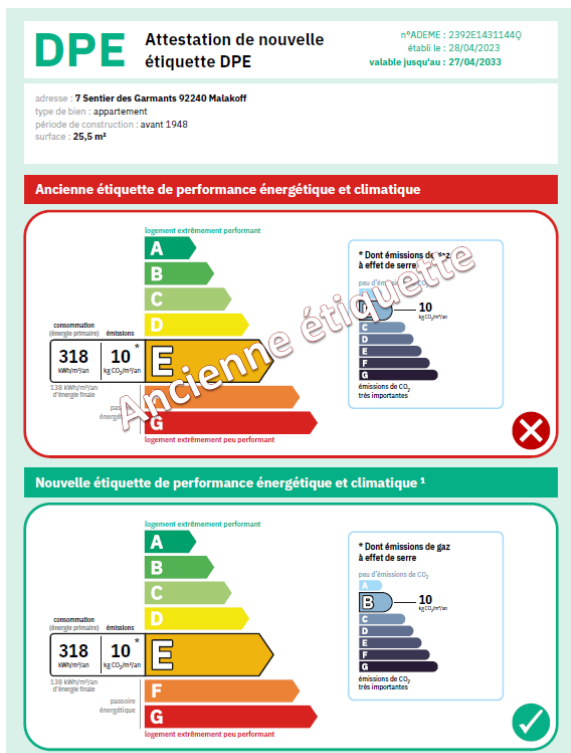 DPE
Attestation de nouvelle
étiquette DPE
n°ADEME : 2392E1431144Q
établi le : 28/04/2023
valable jusqu'au : 27/04/2033
adresse : 7 Sentier des Garmants 92240 Malakoff
type de bien : appartement
période de construction : avant 1948
surface : 25,5 m²
Ancienne étiquette de performance énergétique et climatique
logement extrêmement performant
A
B
C
D
consommation
(énergie primaire)
émissions
318
kWh/m²/an
10 *
kg CO₂/m²/an
E
138 kWh/m²/an
d'énergie finale
G
logement extrêmement peu performant
* Dont émissions de gaz
à effet de serre
peu d'émissions de CO₂
10
kg CO₂/m²/an
C
D
E
F
G
émissions de CO₂
très importantes
Ancienne étiquette
Nouvelle étiquette de performance énergétique et climatique ¹
logement extrêmement performant
A
B
C
D
consommation
(énergie primaire)
émissions
318
kWh/m²/an
10 *
kg CO₂/m²/an
E
138 kWh/m²/an
d'énergie finale
F
passoire
énergétique
G
logement extrêmement peu performant
* Dont émissions de gaz
à effet de serre
peu d'émissions de CO₂
A
B
10
kg CO₂/m²/an
C
D
E
F
G
émissions de CO₂
très importantes